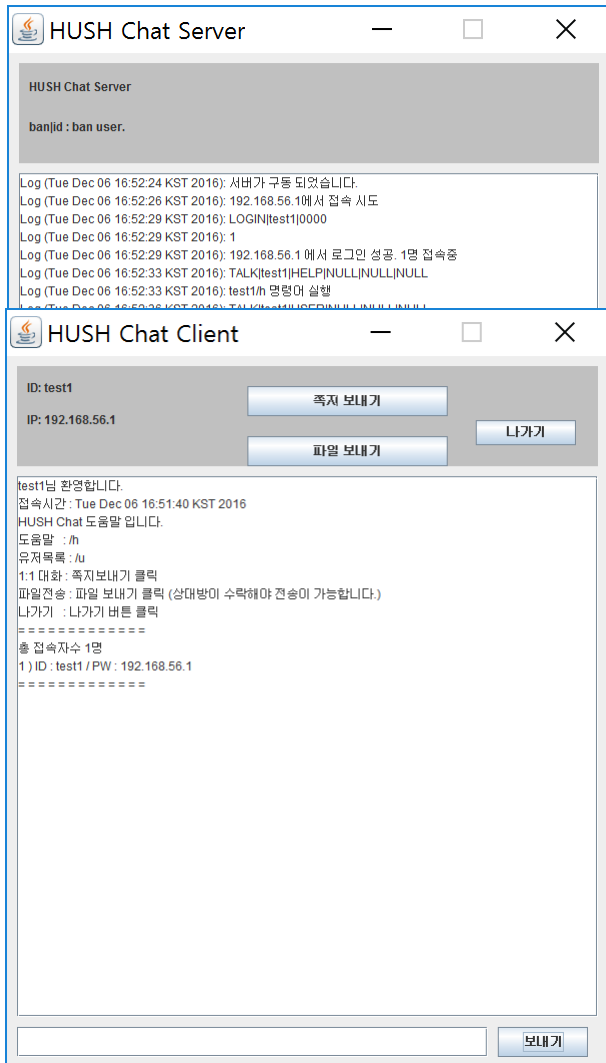 HUSH Chat Server
HUSH Chat Server
ban|id : ban user.
Log (Tue Dec 06 16:52:24 KST 2016): 서버가 구동 되었습니다.
Log (Tue Dec 06 16:52:26 KST 2016): 192.168.56.1에서 접속 시도
Log (Tue Dec 06 16:52:29 KST 2016): LOGIN|test1|0000
Log (Tue Dec 06 16:52:29 KST 2016): 1
Log (Tue Dec 06 16:52:29 KST 2016): 192.168.56.1 에서 로그인 성공. 1명 접속중
Log (Tue Dec 06 16:52:33 KST 2016): TALK|test1|HELP|NULL|NULL|NULL
Log (Tue Dec 06 16:52:33 KST 2016): test1/h 명령어 실행
HUSH Chat Client
ID: test1
쪽지 보내기
IP: 192.168.56.1
나가기
파일 보내기
test1님 환영합니다.
접속시간 : Tue Dec 06 16:51:40 KST 2016
HUSH Chat 도움말 입니다.
도움말 : /h
유저목록 : /u
1:1 대화 : 쪽지보내기 클릭
파일전송 : 파일 보내기 클릭 (상대방이 수락해야 전송이 가능합니다.)
나가기 : 나가기 버튼 클릭
= = = = = = = = = = = = =
총 접속자수 1명
1 ) ID : test1 / PW : 192.168.56.1
= = = = = = = = = = = = =
보내기